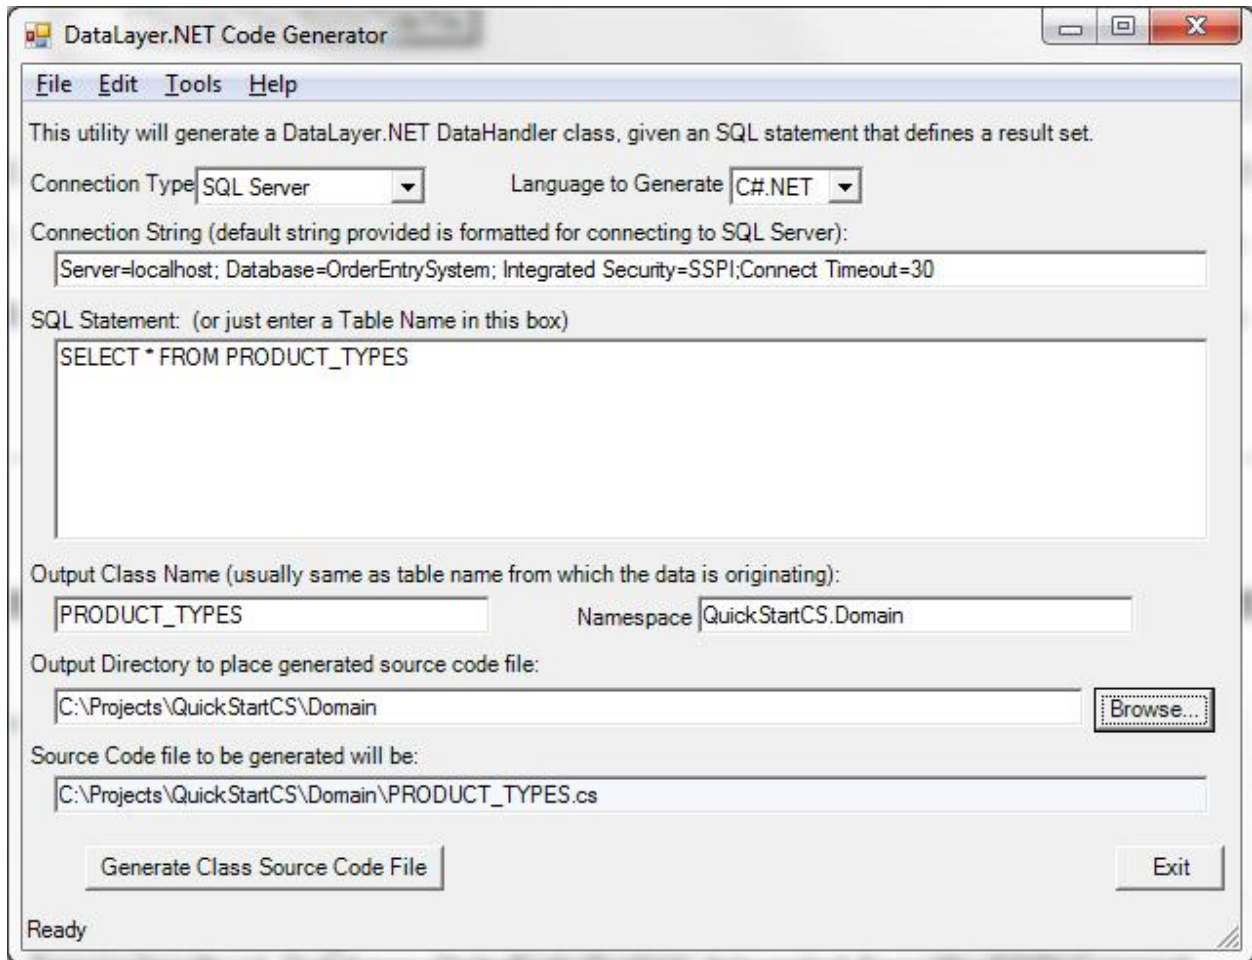 DataLayer.NET Code Generator
File Edit Tools Help
This utility will generate a DataLayer.NET DataHandler class, given an SQL statement that defines a result set.
Connection Type SQL Server Language to Generate C#.NET
Connection String (default string provided is formatted for connecting to SQL Server):
Server=localhost; Database=OrderEntrySystem; Integrated Security=SSPI;Connect Timeout=30
SQL Statement: (or just enter a Table Name in this box)
SELECT * FROM PRODUCT_TYPES
Output Class Name (usually same as table name from which the data is originating):
PRODUCT_TYPES Namespace QuickStartCS.Domain
Output Directory to place generated source code file:
C:\Projects\QuickStartCS\Domain Browse...
Source Code file to be generated will be:
C:\Projects\QuickStartCS\Domain\PRODUCT_TYPES.cs
Generate Class Source Code File Exit
Ready